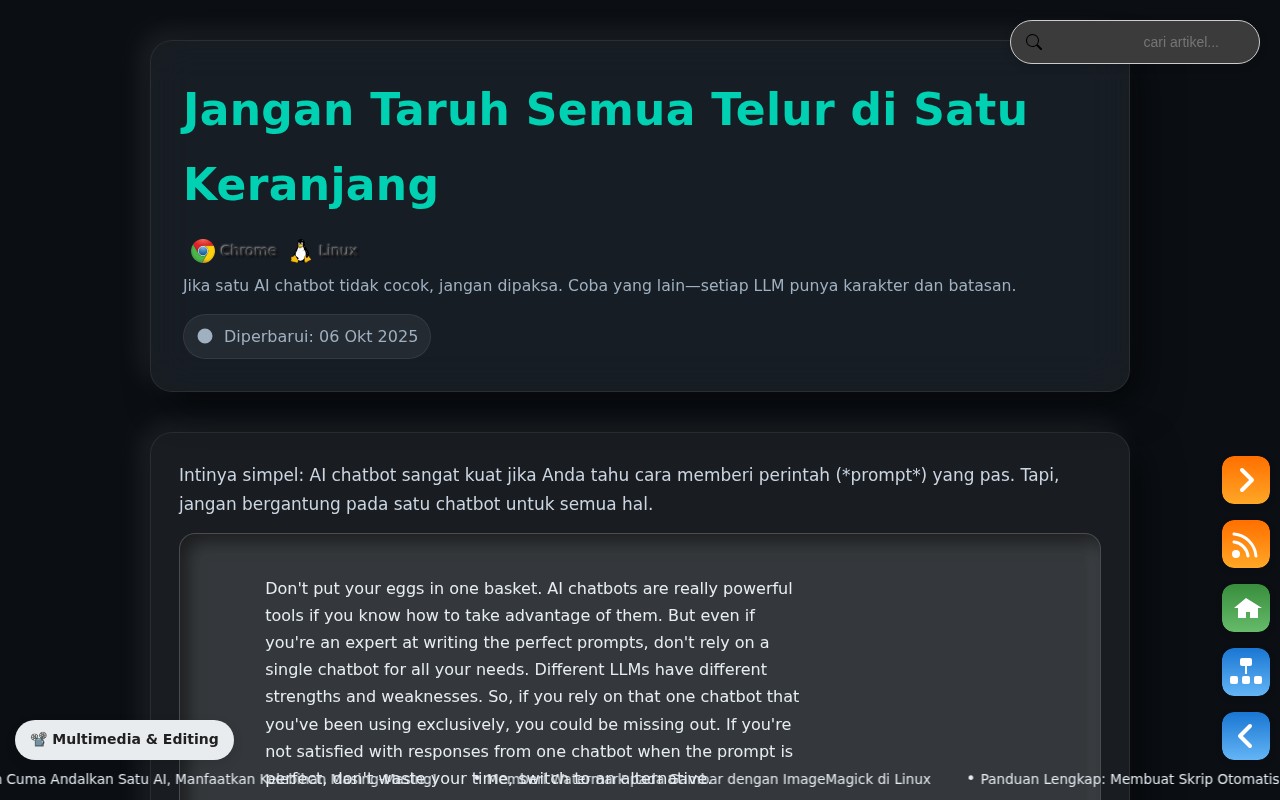 cari artikel...
Jangan Taruh Semua Telur di Satu
Keranjang
Chrome Linux
Jika satu AI chatbot tidak cocok, jangan dipaksa. Coba yang lain—setiap LLM punya karakter dan batasan.
Diperbarui: 06 Okt 2025
Intinya simpel: AI chatbot sangat kuat jika Anda tahu cara memberi perintah (*prompt*) yang pas. Tapi,
jangan bergantung pada satu chatbot untuk semua hal.
Don't put your eggs in one basket. AI chatbots are really powerful
tools if you know how to take advantage of them. But even if
you're an expert at writing the perfect prompts, don't rely on a
single chatbot for all your needs. Different LLMs have different
strengths and weaknesses. So, if you rely on that one chatbot that
you've been using exclusively, you could be missing out. If you're
not satisfied with responses from one chatbot when the prompt is
perfect, don't waste your time, switch to an alternative.
Multimedia & Editing
Cuma Andalkan Satu AI, Manfaatkan Kelebihan Masing-Masing! • Memberi Watermark pada Gambar dengan ImageMagick di Linux • Panduan Lengkap: Membuat Skrip Otomatis